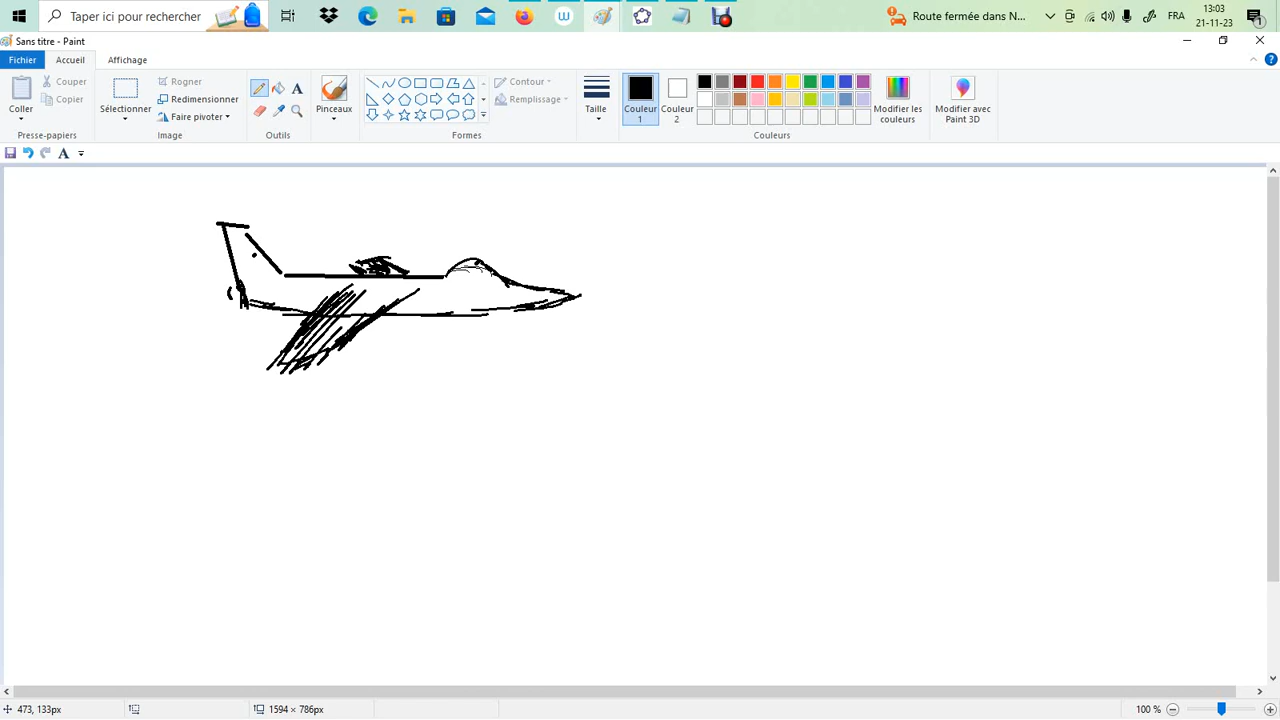 Taper ici pour rechercher
Route fermée dans N...
FRA
13:03
21-11-23
1
Sans titre - Paint
Fichier
Accueil
Affichage
Coller
Couper
Copier
Presse-papiers
Sélectionner
Rogner
Redimensionner
Faire pivoter
Image
A
Outils
Pinceaux
Contour
Remplissage
Formes
Taille
Couleur
1
Couleur
2
Modifier les
couleurs
Couleurs
Modifier avec
Paint 3D
A
473, 133px
1594 × 786px
100 %